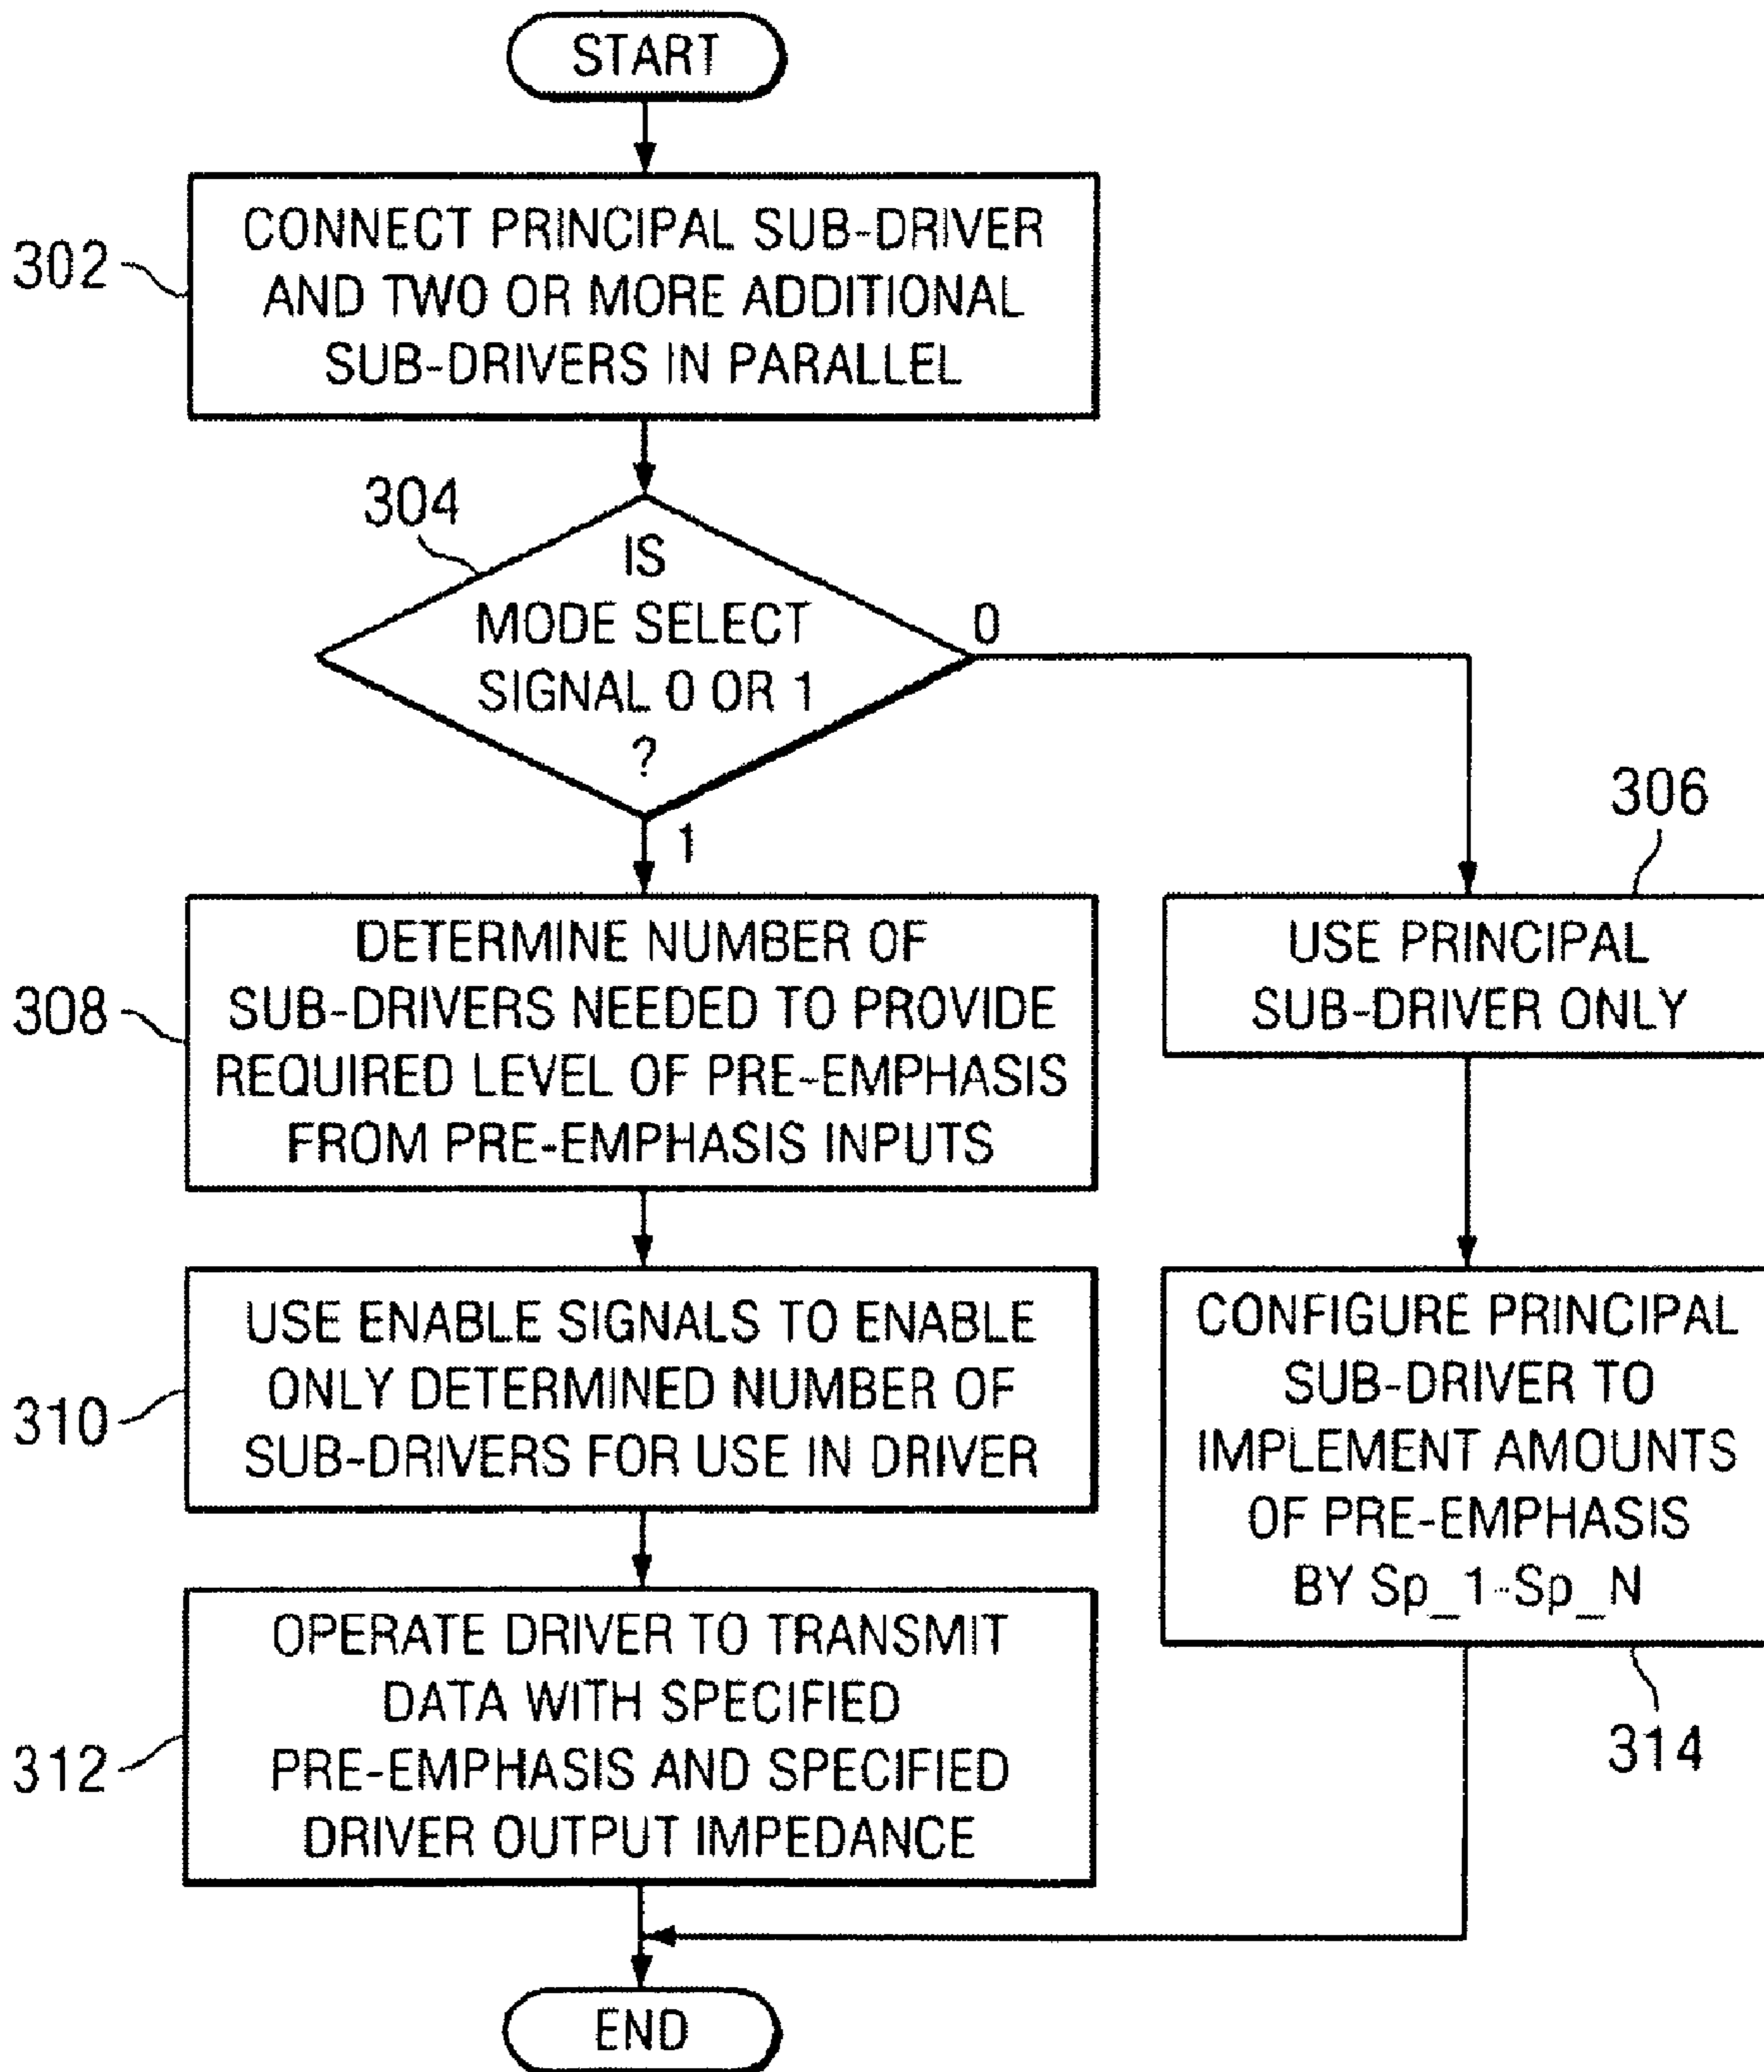 START
302
CONNECT PRINCIPAL SUB-DRIVER
AND TWO OR MORE ADDITIONAL
SUB-DRIVERS IN PARALLEL
304
IS
MODE SELECT
SIGNAL 0 OR 1
?
0
1
306
USE PRINCIPAL
SUB-DRIVER ONLY
308
DETERMINE NUMBER OF
SUB-DRIVERS NEEDED TO PROVIDE
REQUIRED LEVEL OF PRE-EMPHASIS
FROM PRE-EMPHASIS INPUTS
310
USE ENABLE SIGNALS TO ENABLE
ONLY DETERMINED NUMBER OF
SUB-DRIVERS FOR USE IN DRIVER
CONFIGURE PRINCIPAL
SUB-DRIVER TO
IMPLEMENT AMOUNTS
OF PRE-EMPHASIS
BY Sp_1-Sp_N
314
312
OPERATE DRIVER TO TRANSMIT
DATA WITH SPECIFIED
PRE-EMPHASIS AND SPECIFIED
DRIVER OUTPUT IMPEDANCE
END